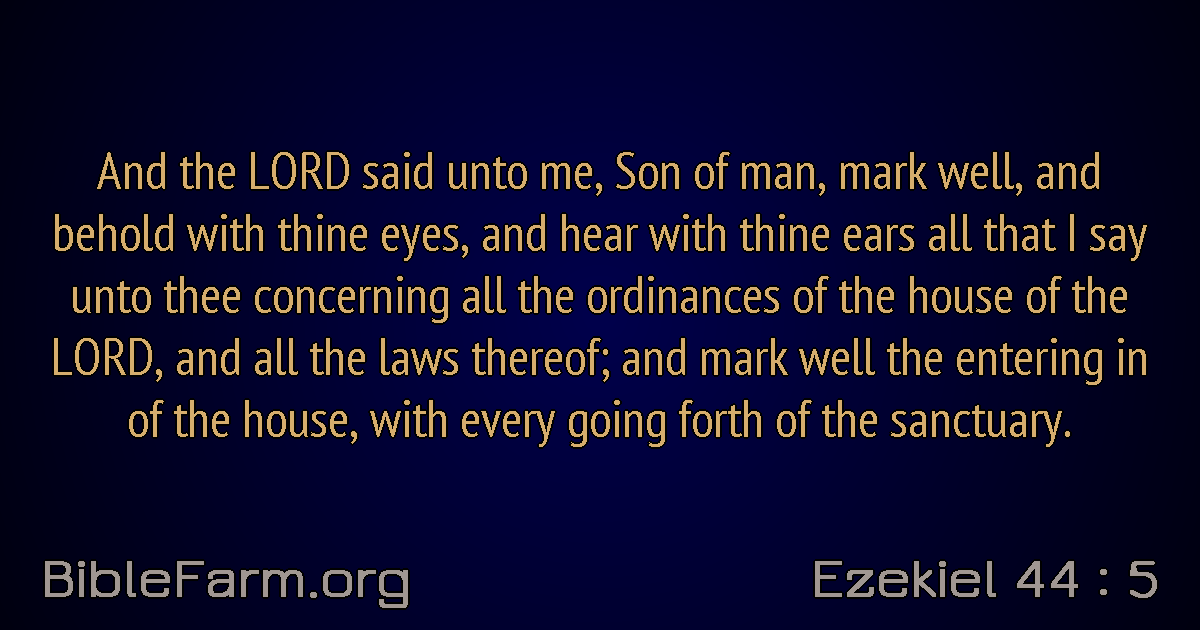 And the LORD said unto me, Son of man, mark well, and
behold with thine eyes, and hear with thine ears all that I say
unto thee concerning all the ordinances of the house of the
LORD, and all the laws thereof; and mark well the entering in
of the house, with every going forth of the sanctuary.
BibleFarm.org
Ezekiel 44 : 5